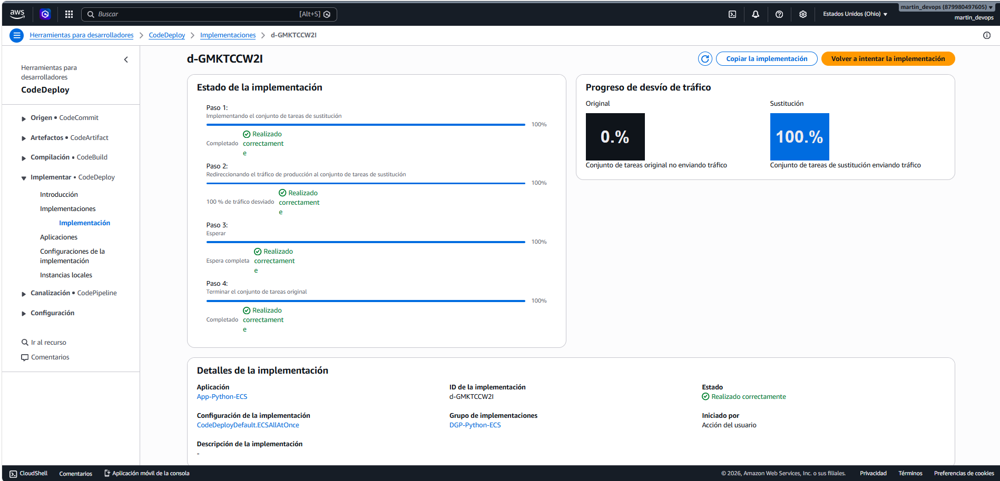 aws
Buscar
[Alt+S]
Estados Unidos (Ohio)
martin_devops (879980497605)
martin_devops
Herramientas para desarrolladores
CodeDeploy
Implementaciones
d-GMKTCCW2I
Herramientas para
desarrolladores
CodeDeploy
Origen • CodeCommit
Artefactos • CodeArtifact
Compilación • CodeBuild
Implementar • CodeDeploy
Introducción
Implementaciones
Implementación
Aplicaciones
Configuraciones de la
implementación
Instancias locales
Canalización • CodePipeline
Configuración
Ir al recurso
Comentarios
d-GMKTCCW2I
Copiar la implementación
Volver a intentar la implementación
Estado de la implementación
Paso 1:
Implementando el conjunto de tareas de sustitución
100%
Completado
Realizado
correctament
e
Paso 2:
Redireccionando el tráfico de producción al conjunto de tareas de sustitución
100%
100 % de tráfico desviado
Realizado
correctament
e
Paso 3:
Esperar
100%
Espera completa
Realizado
correctament
e
Paso 4:
Terminar el conjunto de tareas original
100%
Completado
Realizado
correctament
e
Progreso de desvío de tráfico
Original
0.%
Conjunto de tareas original no enviando tráfico
Sustitución
100.%
Conjunto de tareas de sustitución enviando tráfico
Detalles de la implementación
Aplicación
App-Python-ECS
ID de la implementación
d-GMKTCCW2I
Estado
Realizado correctamente
Configuración de la implementación
CodeDeployDefault.ECSAllAtOnce
Grupo de implementaciones
DGP-Python-ECS
Iniciado por
Acción del usuario
Descripción de la implementación
-
CloudShell
Comentarios
Aplicación móvil de la consola
© 2026, Amazon Web Services, Inc. o sus filiales.
Privacidad
Términos
Preferencias de cookies